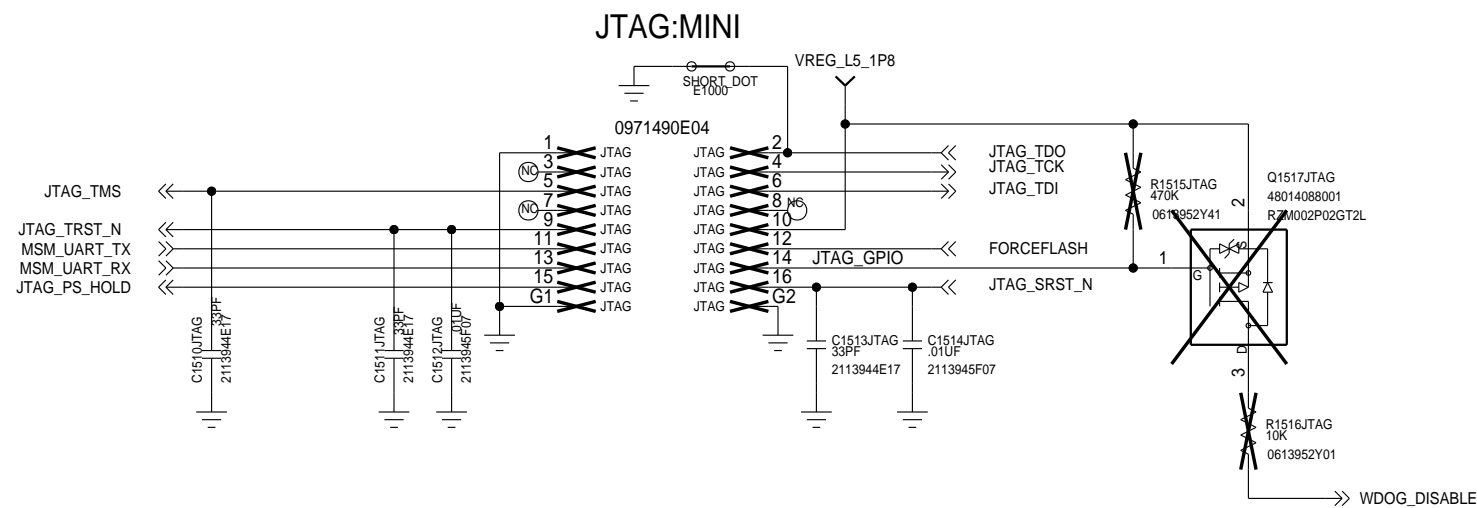 JTAG:MINI
VREG_L5_1P8
SHORT_DOT
E1000
0971490E04
1 JTAG JTAG 2 JTAG_TDO
NC 3 JTAG JTAG 4 JTAG_TCK
JTAG_TMS 5 JTAG JTAG 6 JTAG_TDI
NC 7 JTAG JTAG 8 NC
JTAG_TRST_N 9 JTAG JTAG 10
MSM_UART_TX 11 JTAG JTAG 12 FORCEFLASH
MSM_UART_RX 13 JTAG JTAG 14 JTAG_GPIO
JTAG_PS_HOLD 15 JTAG JTAG 16 JTAG_SRST_N
G1 JTAG JTAG G2
R1515JTAG
470K
0613952Y41
Q1517JTAG
48014088001
RZM002P02GT2L
2
S
1
G
D
3
C1510JTAG
33PF
2113944E17
C1511JTAG
33PF
2113944E17
C1512JTAG
.01UF
2113945F07
C1513JTAG
33PF
2113944E17
C1514JTAG
.01UF
2113945F07
R1516JTAG
10K
0613952Y01
WDOG_DISABLE